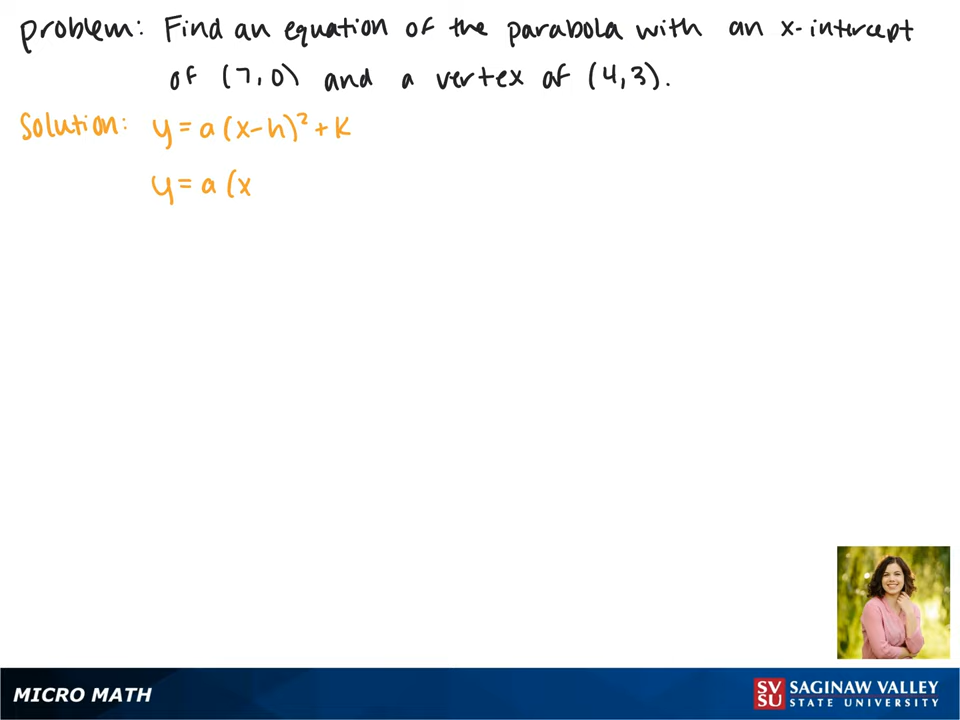 problem: Find an equation of the parabola with an x-intercept
of (7,0) and a vertex of (4,3).
Solution: y = a(x-h)² + k
y = a (x
MICRO MATH
SVSU SAGINAW VALLEY
STATE UNIVERSITY